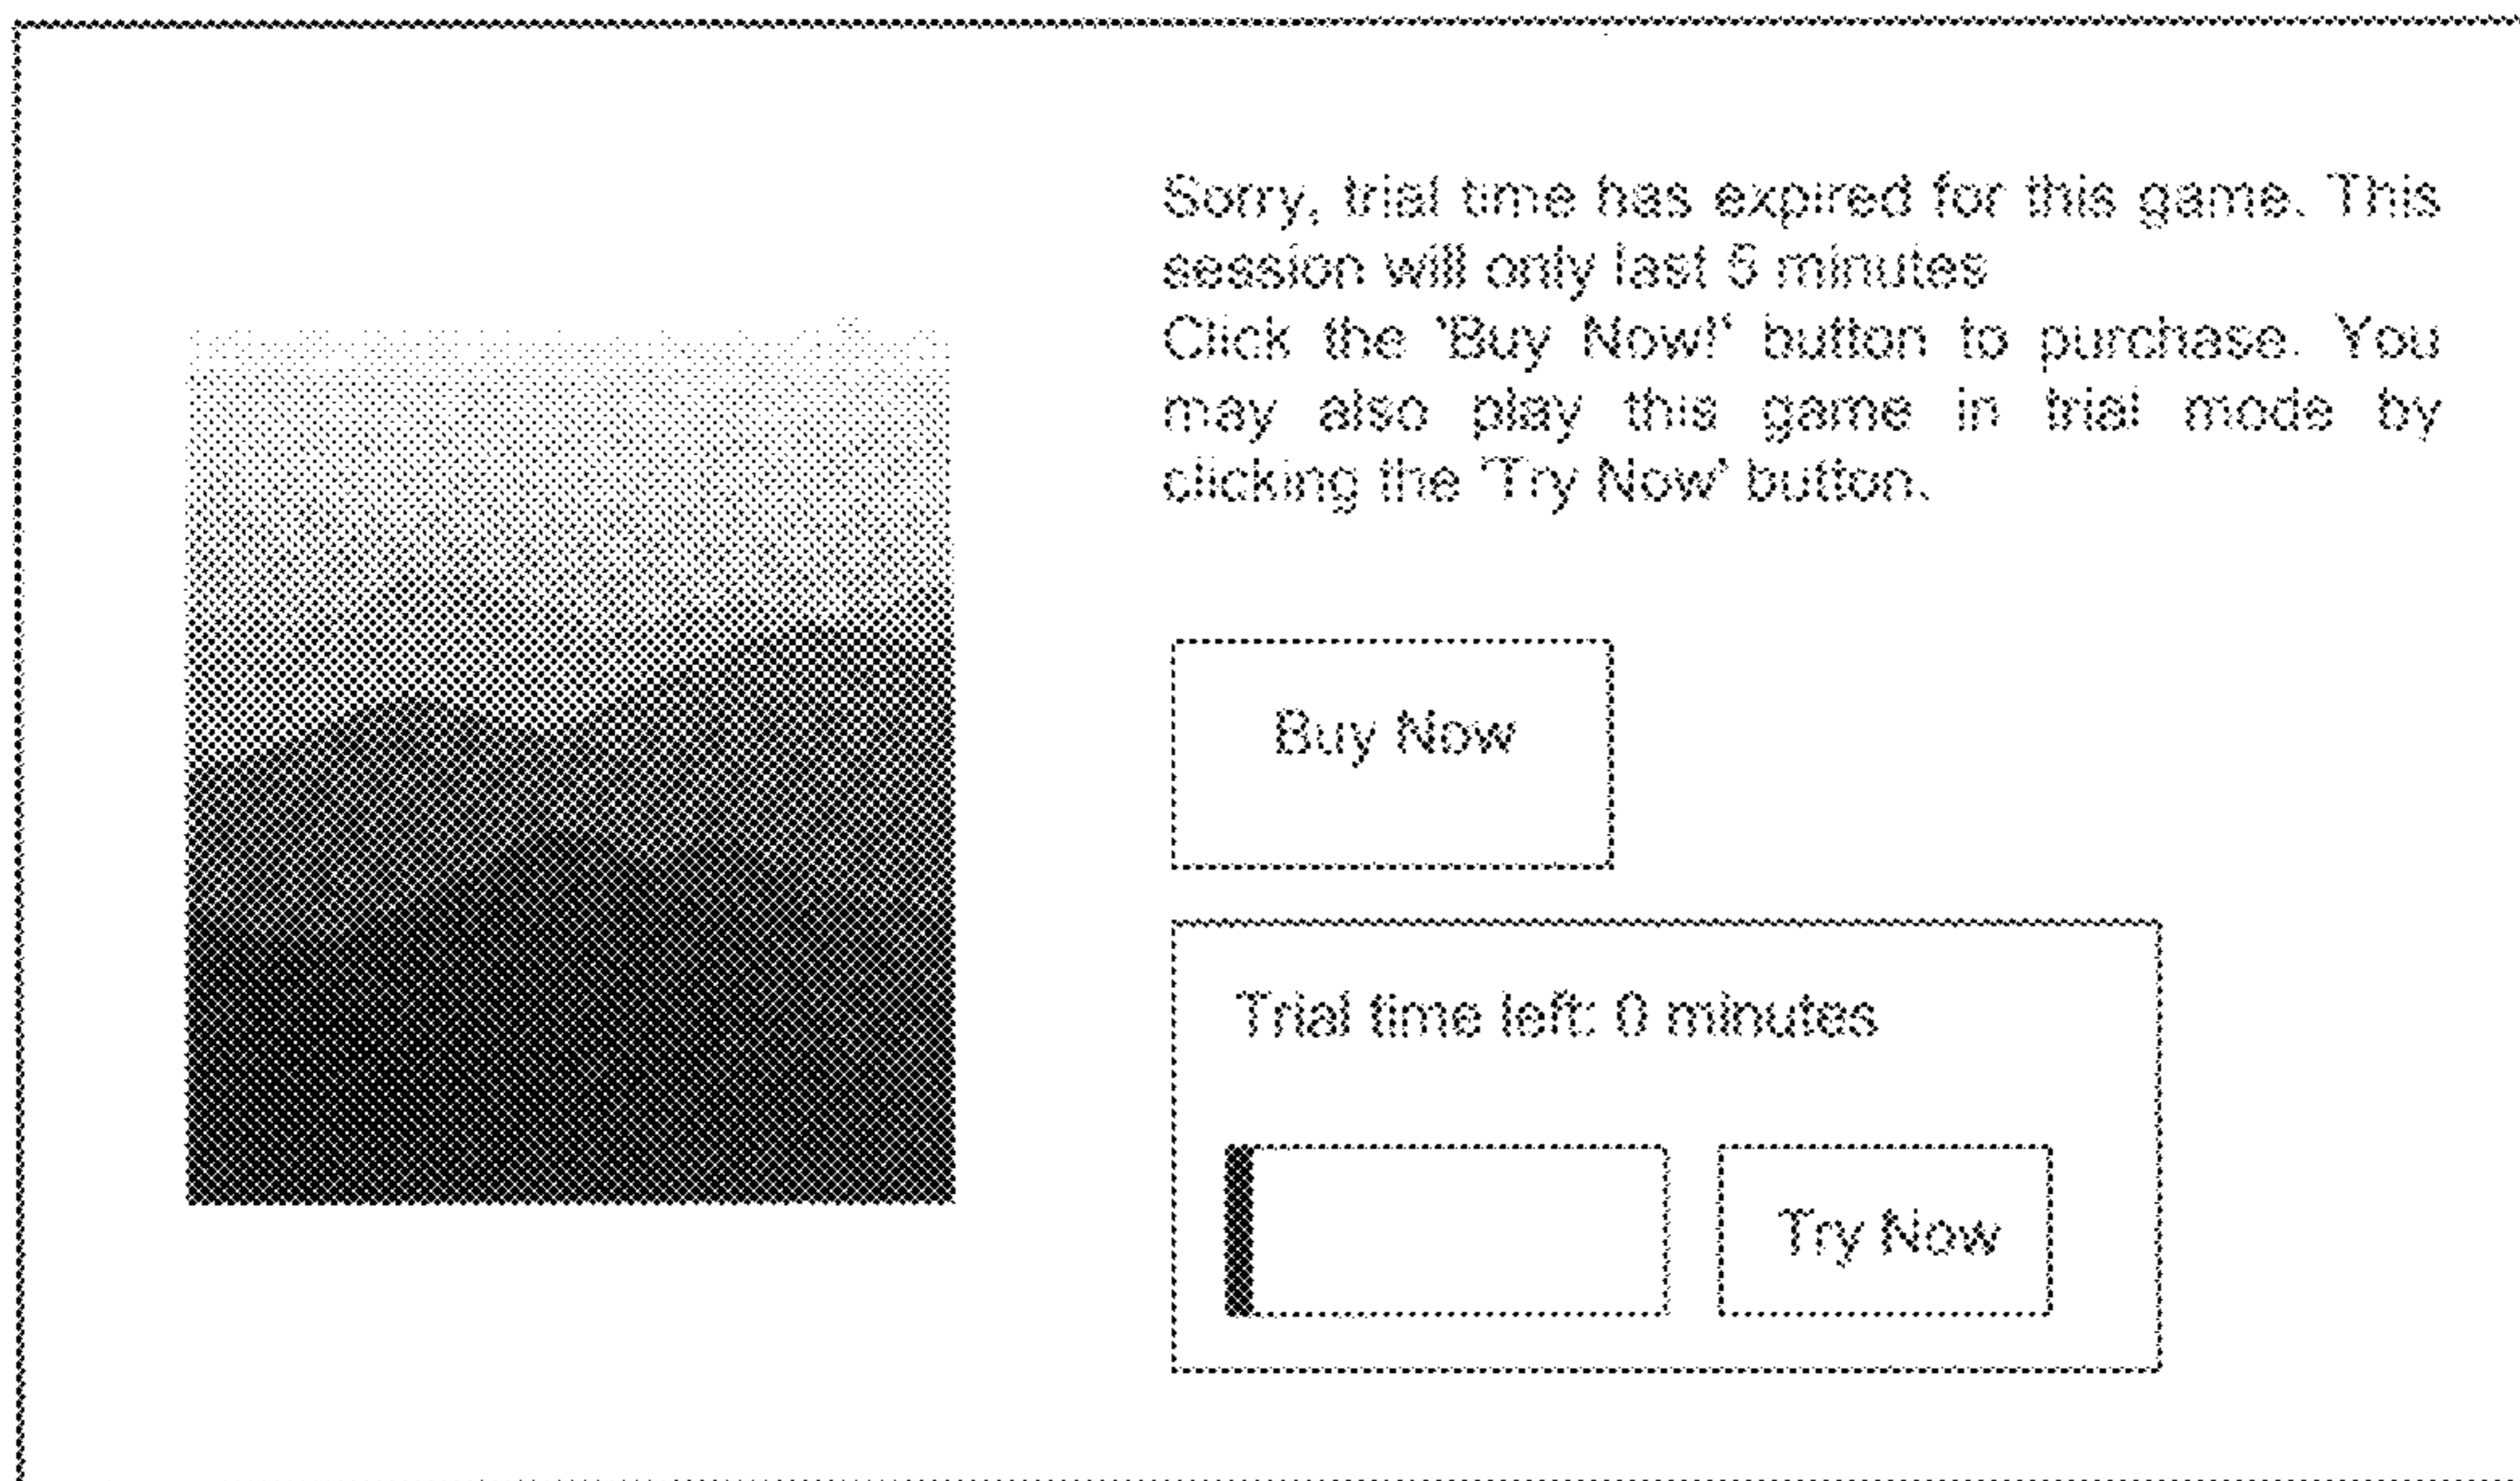 Sorry, trial time has expired for this game. This
session will only last 5 minutes
Click the 'Buy Now!' button to purchase. You
may also play this game in trial mode by
clicking the 'Try Now' button.
Buy Now
Trial time left: 0 minutes
Try Now